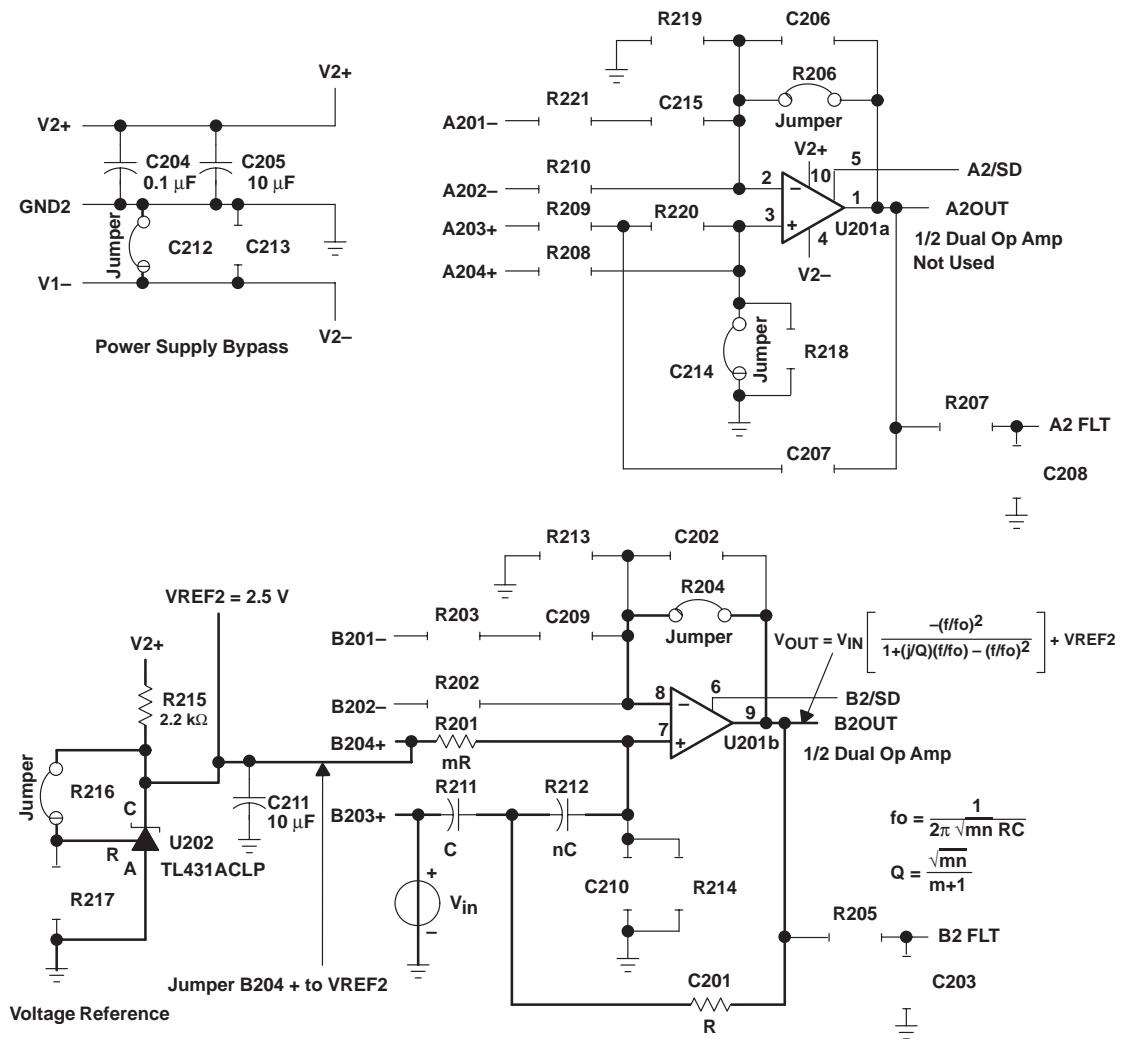 R219
C206
V2+
R206
R221
C215
V2+
A201–
Jumper
C204
0.1 μF
C205
10 μF
R210
V2+
5
A2/SD
A202–
2
–
10
1
GND2
R209
R220
3
+
A2OUT
A203+
U201a
Jumper
C212
C213
R208
4
1/2 Dual Op Amp
Not Used
A204+
V2–
V1–
V2–
Jumper
R218
Power Supply Bypass
C214
R207
A2 FLT
C207
C208
R213
C202
VREF2 = 2.5 V
R204
R203
C209
B201–
Jumper
VOUT = VIN [ –(f/fo)2 / 1+(j/Q)(f/fo) – (f/fo)2 ] + VREF2
V2+
R215
2.2 kΩ
R202
6
B2/SD
B202–
8
–
R201
9
B2OUT
B204+
7
+
U201b
mR
1/2 Dual Op Amp
Jumper
R216
R211
R212
C211
10 μF
B203+
C
nC
fo = 1 / 2π √mn RC
C
R
A
U202
TL431ACLP
+
Vin
–
C210
R214
Q = √mn / m+1
R217
R205
B2 FLT
C201
C203
Jumper B204 + to VREF2
Voltage Reference
R